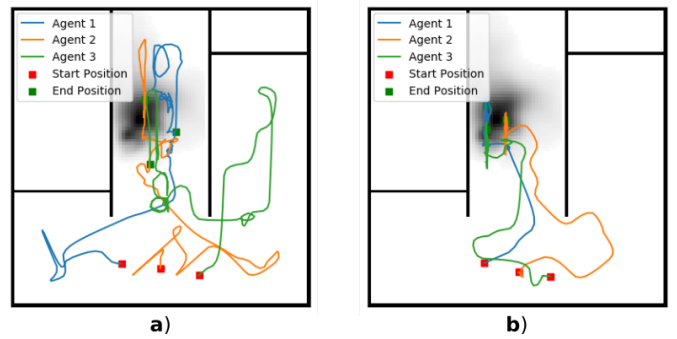 Agent 1
Agent 2
Agent 3
Start Position
End Position
Agent 1
Agent 2
Agent 3
Start Position
End Position
a)
b)